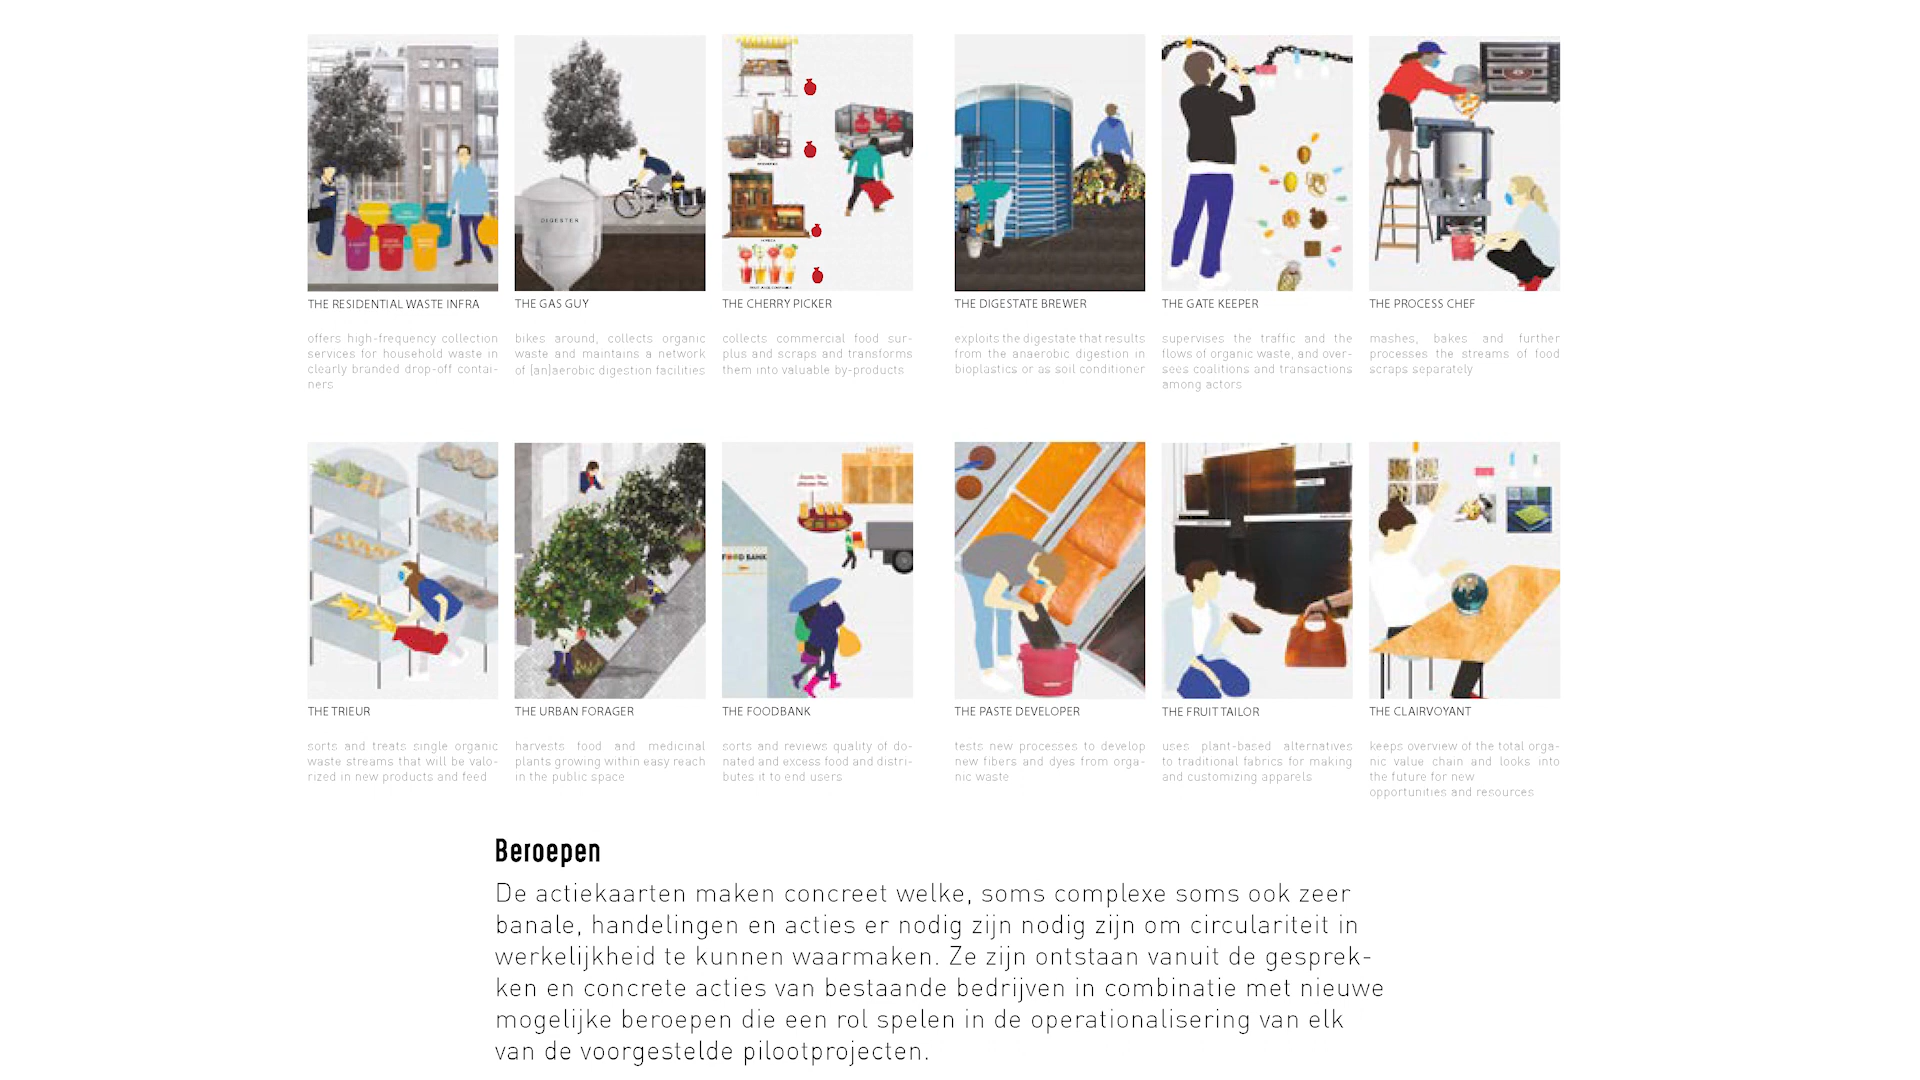 DIGESTER
THE RESIDENTIAL WASTE INFRA
offers high-frequency collection
services for household waste in
clearly branded drop-off contai-
ners
THE GAS GUY
bikes around, collects organic
waste and maintains a network
of (an)aerobic digestion facilities
THE CHERRY PICKER
collects commercial food sur-
plus and scraps and transforms
them into valuable by-products
THE DIGESTATE BREWER
exploits the digestate that results
from the anaerobic digestion in
bioplastics or as soil conditioner
THE GATE KEEPER
supervises the traffic and the
flows of organic waste, and over-
sees coalitions and transactions
among actors
THE PROCESS CHEF
mashes, bakes and further
processes the streams of food
scraps separately
MARKET
FOOD BANK
THE TRIEUR
sorts and treats single organic
waste streams that will be valo-
rized in new products and feed
THE URBAN FORAGER
harvests food and medicinal
plants growing within easy reach
in the public space
THE FOODBANK
sorts and reviews quality of do-
nated and excess food and distri-
butes it to end users
THE PASTE DEVELOPER
tests new processes to develop
new fibers and dyes from orga-
nic waste
THE FRUIT TAILOR
uses plant-based alternatives
to traditional fabrics for making
and customizing apparels
THE CLAIRVOYANT
keeps overview of the total orga-
nic value chain and looks into
the future for new
opportunities and resources
Beroepen
De actiekaarten maken concreet welke, soms complexe soms ook zeer
banale, handelingen en acties er nodig zijn nodig zijn om circulariteit in
werkelijkheid te kunnen waarmaken. Ze zijn ontstaan vanuit de gesprek-
ken en concrete acties van bestaande bedrijven in combinatie met nieuwe
mogelijke beroepen die een rol spelen in de operationalisering van elk
van de voorgestelde pilootprojecten.